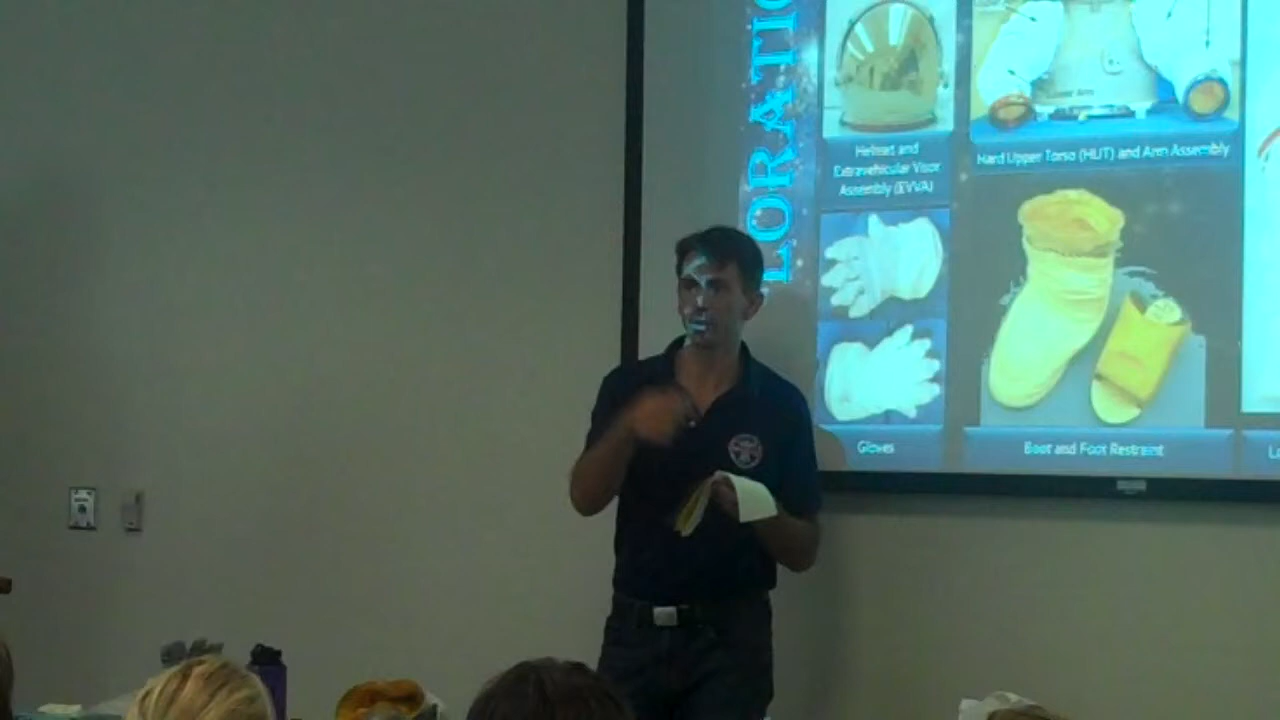 LORATIO
Helmet and
Extravehicular Visor
Assembly (EVVA)
Hard Upper Torso (HUT) and Arm Assembly
Gloves
Boot and Foot Restraint
Lo